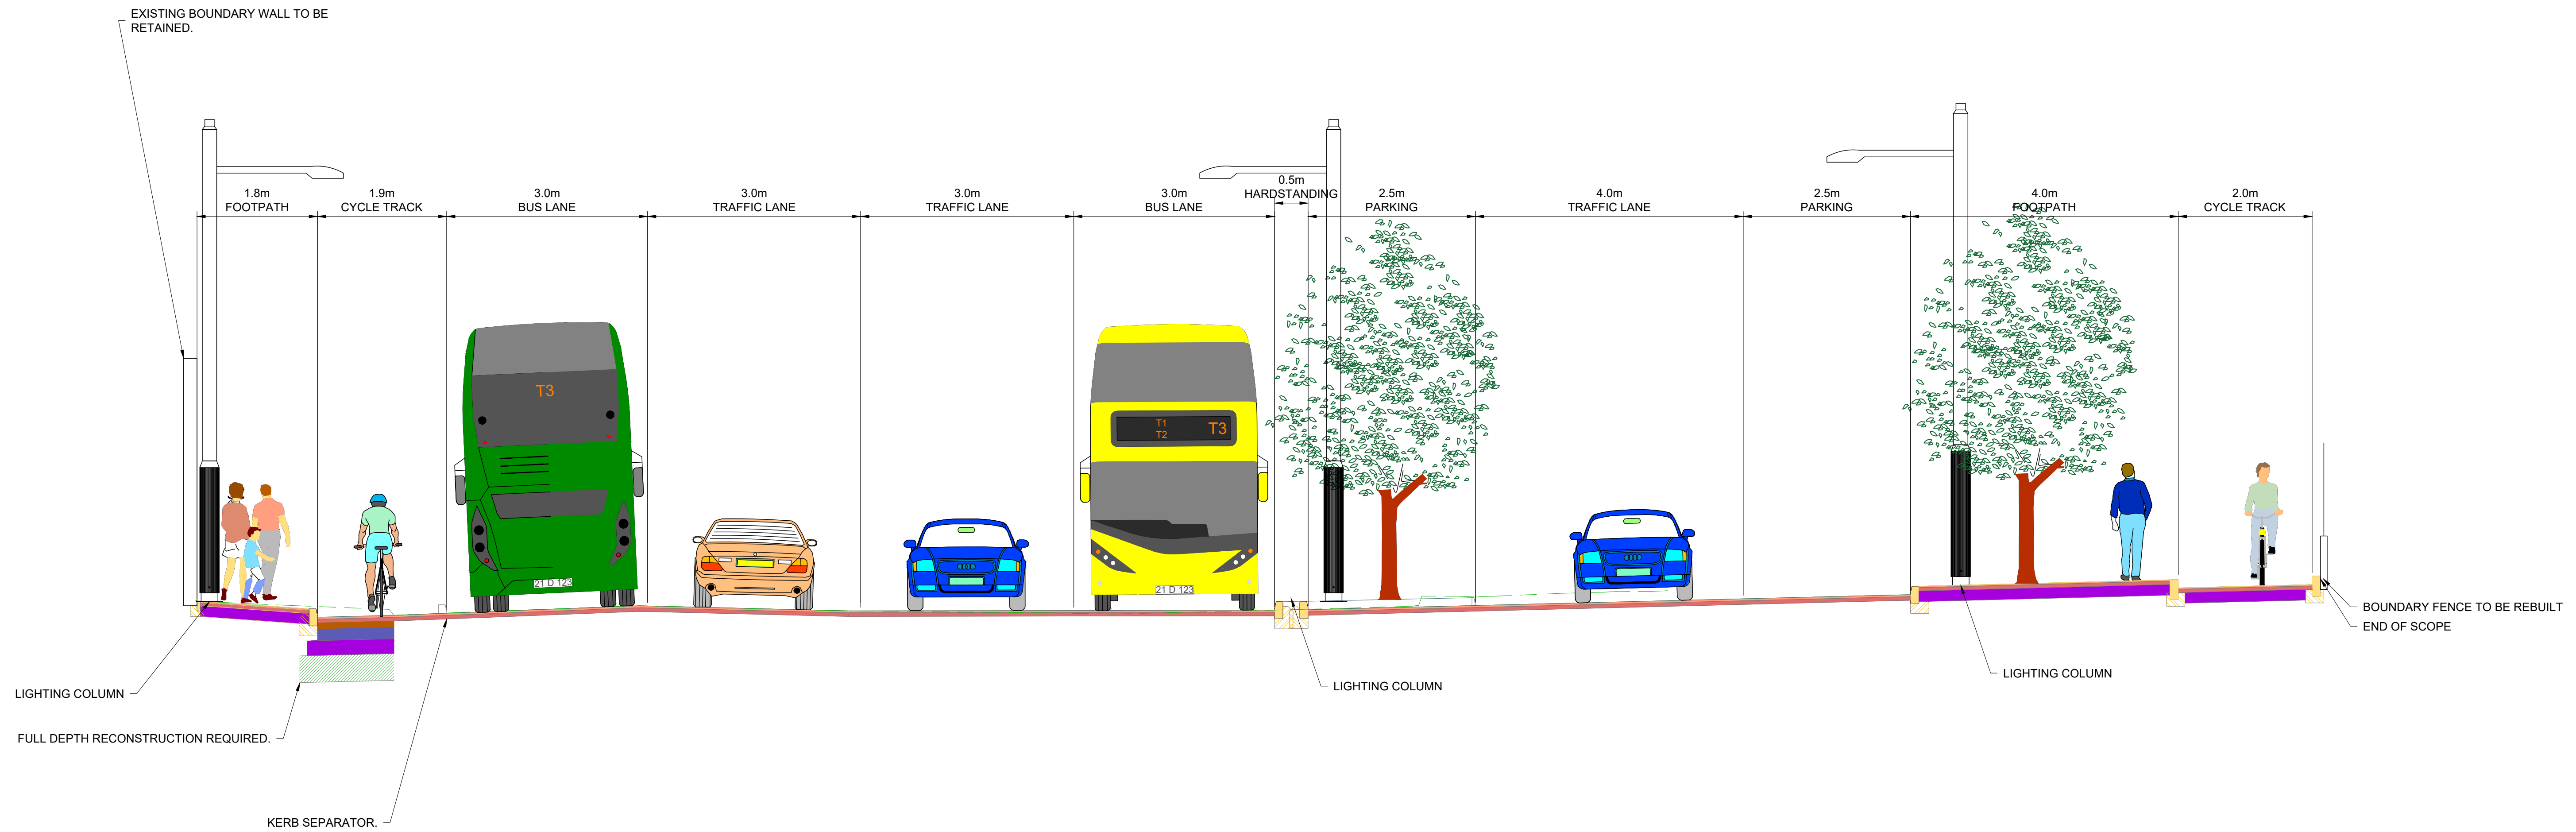 EXISTING BOUNDARY WALL TO BE
RETAINED.
1.8m
FOOTPATH
1.9m
CYCLE TRACK
3.0m
BUS LANE
3.0m
TRAFFIC LANE
3.0m
TRAFFIC LANE
3.0m
BUS LANE
0.5m
HARDSTANDING
2.5m
PARKING
4.0m
TRAFFIC LANE
2.5m
PARKING
4.0m
FOOTPATH
2.0m
CYCLE TRACK
T3
T1
T2
T3
21 D 123
21 D 123
BOUNDARY FENCE TO BE REBUILT
END OF SCOPE
LIGHTING COLUMN
LIGHTING COLUMN
LIGHTING COLUMN
FULL DEPTH RECONSTRUCTION REQUIRED.
KERB SEPARATOR.